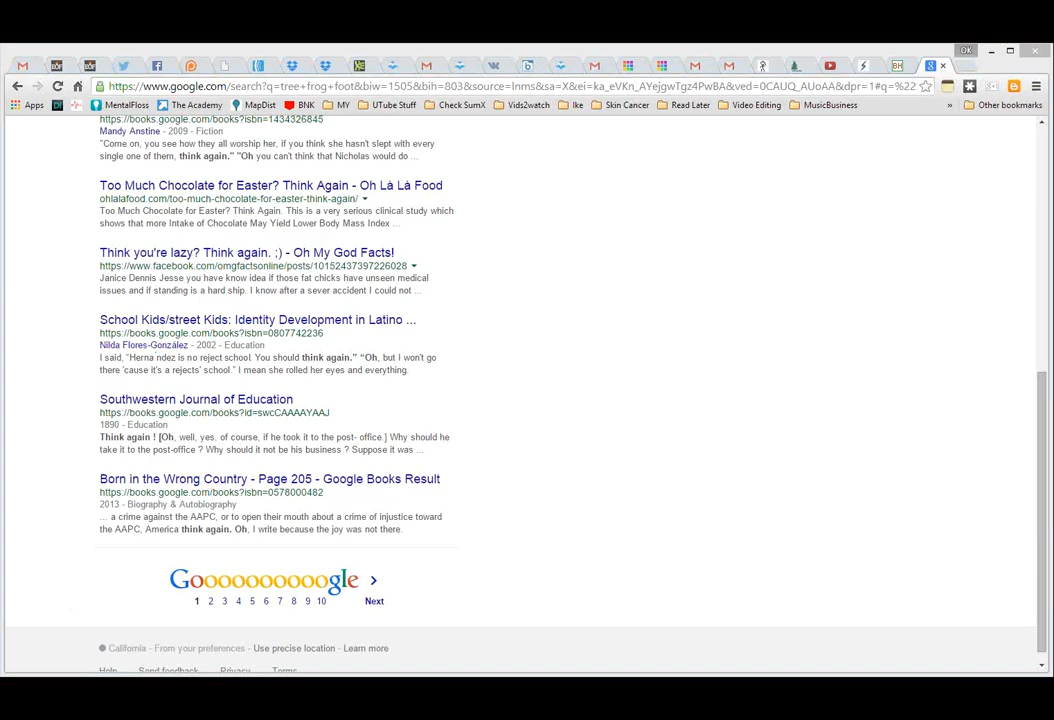 OK
https://www.google.com/search?q=tree+frog+foot&biw=1505&bih=803&source=lnms&sa=X&ei=ka_eVKn_AYejgwTgz4PwBA&ved=0CAUQ_AUoAA&dpr=1#q=%22
Apps MentalFloss The Academy MapDist BNK MY UTube Stuff Check SumX Vids2watch Ike Skin Cancer Read Later Video Editing MusicBusiness » Other bookmarks
https://books.google.com/books?isbn=1434326845
Mandy Anstine - 2009 - Fiction
"Come on, you see how they all worship her, if you think she hasn't slept with every
single one of them, think again." "Oh you can't think that Nicholas would do ...
Too Much Chocolate for Easter? Think Again - Oh Là Là Food
ohlalafood.com/too-much-chocolate-for-easter-think-again/
Too Much Chocolate for Easter? Think Again. This is a very serious clinical study which
shows that more Intake of Chocolate May Yield Lower Body Mass Index ...
Think you're lazy? Think again. ;) - Oh My God Facts!
https://www.facebook.com/omgfactsonline/posts/10152437397226028
Janice Dennis Jesse you have know idea if those fat chicks have unseen medical
issues and if standing is a hard ship. I know after a sever accident I could not ...
School Kids/street Kids: Identity Development in Latino ...
https://books.google.com/books?isbn=0807742236
Nilda Flores-González - 2002 - Education
I said, "Herna´ndez is no reject school. You should think again." "Oh, but I won't go
there 'cause it's a rejects' school." I mean she rolled her eyes and everything.
Southwestern Journal of Education
https://books.google.com/books?id=swcCAAAAYAAJ
1890 - Education
Think again ! [Oh, well, yes, of course, if he took it to the post- office.] Why should he
take it to the post-office ? Why should it not be his business ? Suppose it was ...
Born in the Wrong Country - Page 205 - Google Books Result
https://books.google.com/books?isbn=0578000482
2013 - Biography & Autobiography
... a crime against the AAPC, or to open their mouth about a crime of injustice toward
the AAPC, America think again. Oh, I write because the joy was not there.
Goooooooooogle >
1 2 3 4 5 6 7 8 9 10 Next
California - From your preferences - Use precise location - Learn more
Help Send feedback Privacy Terms